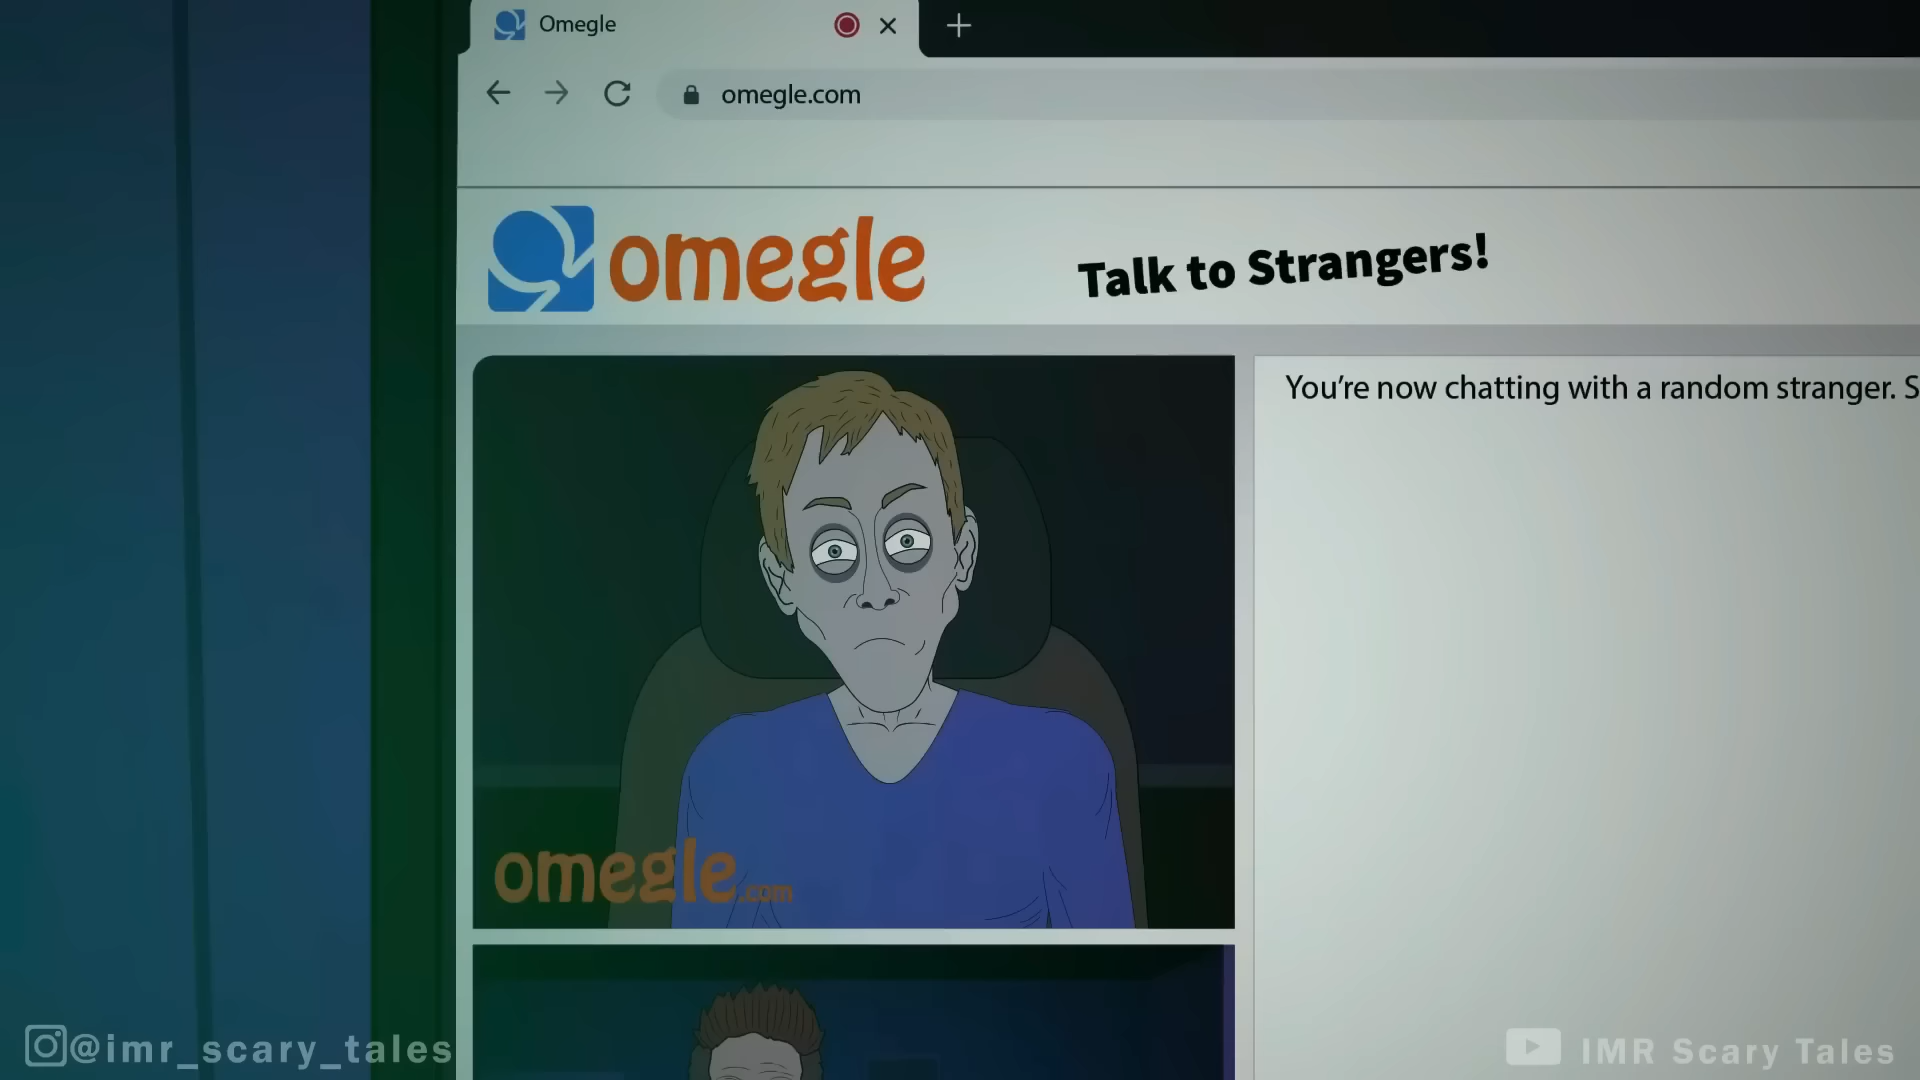 Omegle
omegle.com
omegle
Talk to Strangers!
You're now chatting with a random stranger. S
omegle.com
@imr_scary_tales
IMR Scary Tales